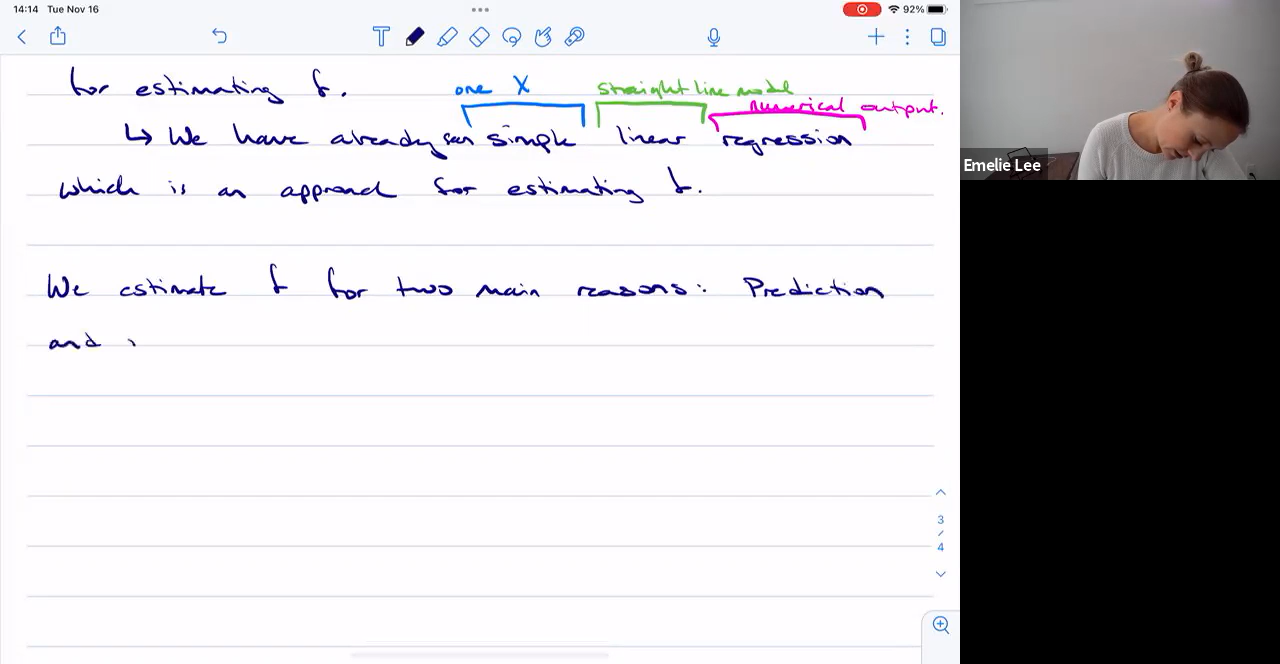 14:14 Tue Nov 16
92%
for estimating f.
one X
straight line model
numerical output.
↳ We have already seen simple linear regression
which is an approach for estimating f.
We estimate f for two main reasons: Prediction
and
3
/
4
Emelie Lee